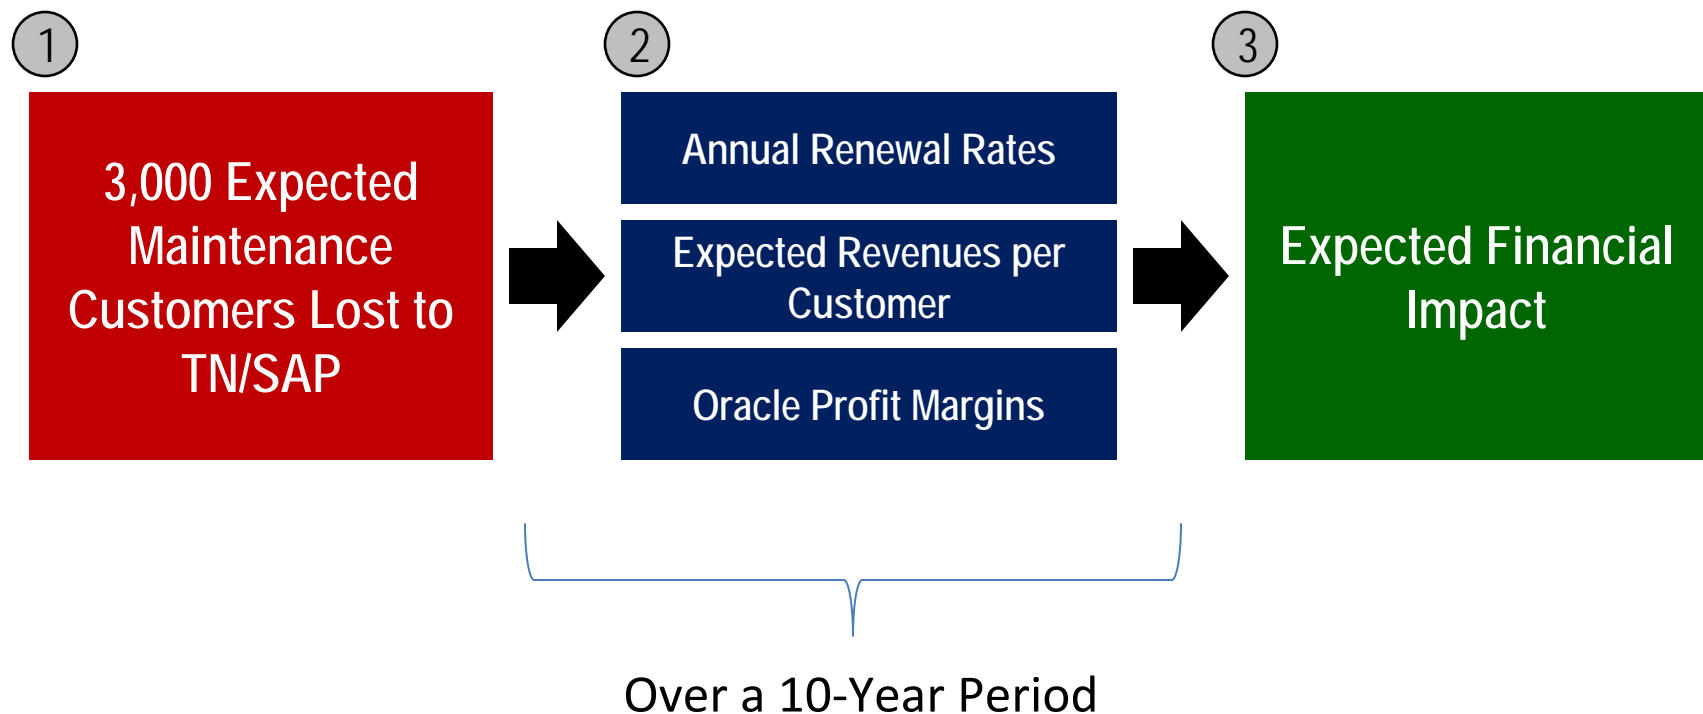 1
3,000 Expected
Maintenance
Customers Lost to
TN/SAP
2
Annual Renewal Rates
Expected Revenues per
Customer
Oracle Profit Margins
3
Expected Financial
Impact
Over a 10-Year Period